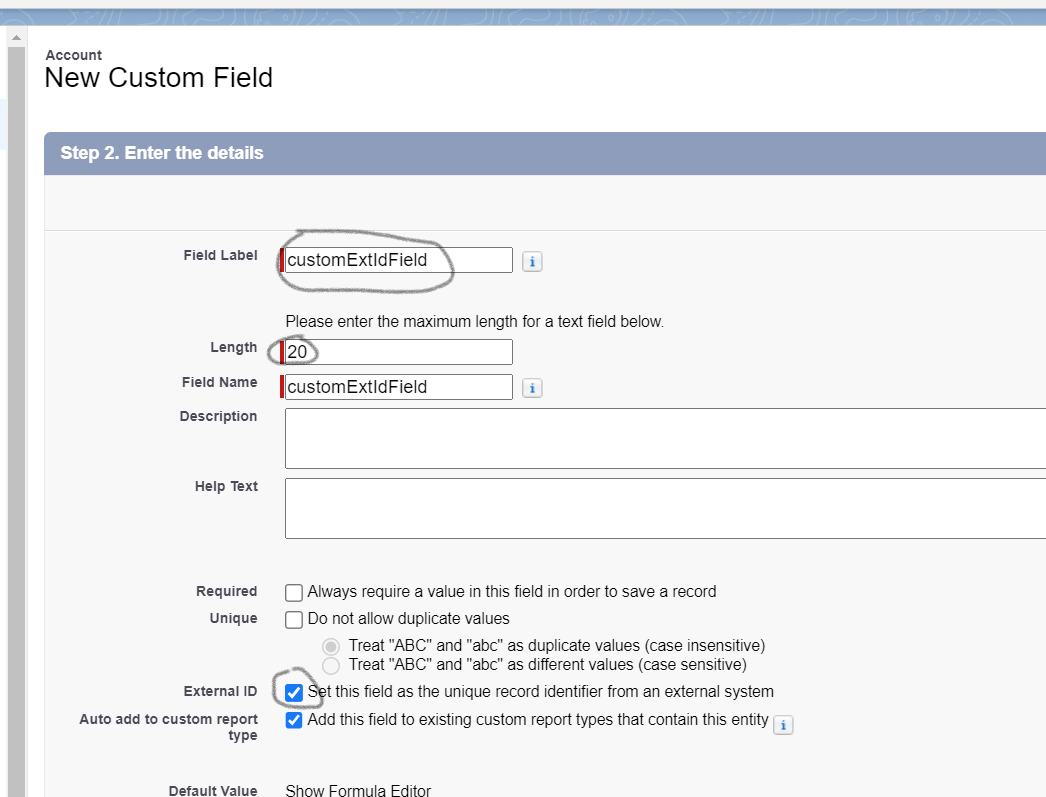 Account
New Custom Field
Step 2. Enter the details
Field Label customExtIdField i
Please enter the maximum length for a text field below.
Length 20
Field Name customExtIdField i
Description
Help Text
Required Always require a value in this field in order to save a record
Unique Do not allow duplicate values
Treat "ABC" and "abc" as duplicate values (case insensitive)
Treat "ABC" and "abc" as different values (case sensitive)
External ID Set this field as the unique record identifier from an external system
Auto add to custom report Add this field to existing custom report types that contain this entity i
type
Default Value Show Formula Editor